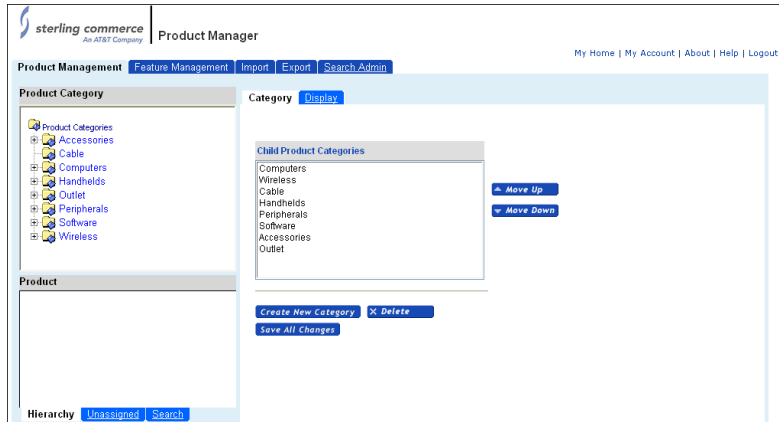 sterling commerce
An AT&T Company
Product Manager
My Home | My Account | About | Help | Logout
Product Management Feature Management Import Export Search Admin
Product Category
Product Categories
Accessories
Cable
Computers
Handhelds
Outlet
Peripherals
Software
Wireless
Product
Hierarchy Unassigned Search
Category Display
Child Product Categories
Computers
Wireless
Cable
Handhelds
Peripherals
Software
Accessories
Outlet
Move Up
Move Down
Create New Category X Delete
Save All Changes